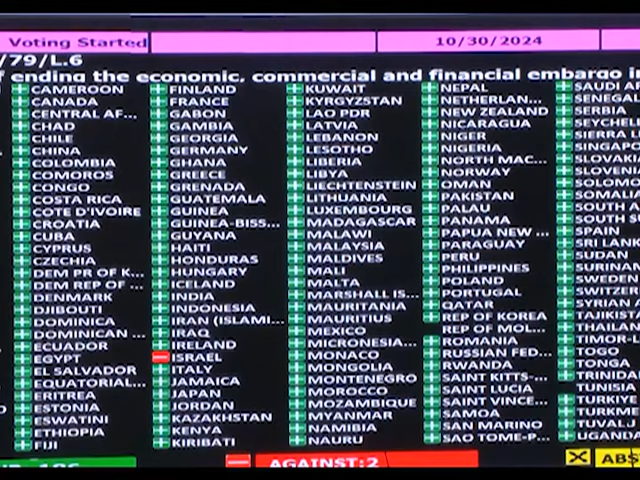 Voting Started
10/30/2024
/79/L.6
ending the economic, commercial and financial embargo
CAMEROON
CANADA
CENTRAL AF...
CHAD
CHILE
CHINA
COLOMBIA
COMOROS
CONGO
COSTA RICA
COTE D'IVOIRE
CROATIA
CUBA
CYPRUS
CZECHIA
DEM PR OF K...
DEM REP OF ...
DENMARK
DJIBOUTI
DOMINICA
DOMINICAN ...
ECUADOR
EGYPT
EL SALVADOR
EQUATORIAL...
ERITREA
ESTONIA
ESWATINI
ETHIOPIA
FIJI
FINLAND
FRANCE
GABON
GAMBIA
GEORGIA
GERMANY
GHANA
GREECE
GRENADA
GUATEMALA
GUINEA
GUINEA-BISS...
GUYANA
HAITI
HONDURAS
HUNGARY
ICELAND
INDIA
INDONESIA
IRAN (ISLAMI...
IRAQ
IRELAND
ISRAEL
ITALY
JAMAICA
JAPAN
JORDAN
KAZAKHSTAN
KENYA
KIRIBATI
KUWAIT
KYRGYZSTAN
LAO PDR
LATVIA
LEBANON
LESOTHO
LIBERIA
LIBYA
LIECHTENSTEIN
LITHUANIA
LUXEMBOURG
MADAGASCAR
MALAWI
MALAYSIA
MALDIVES
MALI
MALTA
MARSHALL IS...
MAURITANIA
MAURITIUS
MEXICO
MICRONESIA...
MONACO
MONGOLIA
MONTENEGRO
MOROCCO
MOZAMBIQUE
MYANMAR
NAMIBIA
NAURU
NEPAL
NETHERLAN...
NEW ZEALAND
NICARAGUA
NIGER
NIGERIA
NORTH MAC...
NORWAY
OMAN
PAKISTAN
PALAU
PANAMA
PAPUA NEW ...
PARAGUAY
PERU
PHILIPPINES
POLAND
PORTUGAL
QATAR
REP OF KOREA
REP OF MOL...
ROMANIA
RUSSIAN FED...
RWANDA
SAINT KITTS-...
SAINT LUCIA
SAINT VINCE...
SAMOA
SAN MARINO
SAO TOME-P...
SAUDI A
SENEGA
SERBIA
SEYCHEL
SIERRA L
SINGAPO
SLOVAK
SLOVENI
SOLOMO
SOMALI
SOUTH
SOUTH S
SPAIN
SRI LAN
SUDAN
SURINA
SWEDEN
SWITZE
SYRIAN
TAJIKIST
THAILA
TIMOR-L
TOGO
TONGA
TRINIDA
TUNISIA
TURKIYE
TURKME
TUVALU
UGAND
AGAINST:2
ABS